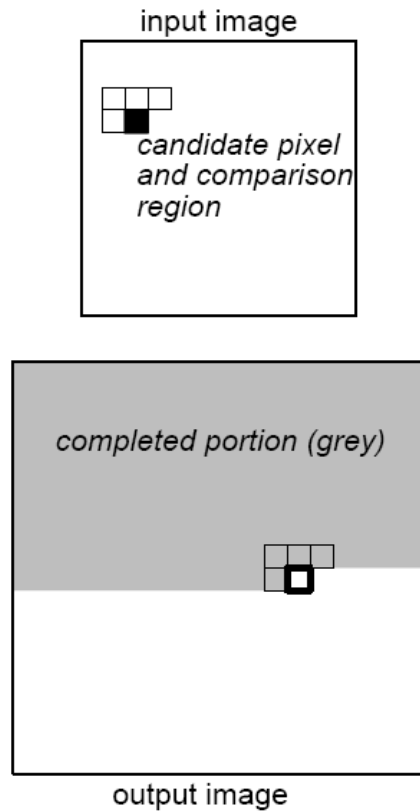 input image
candidate pixel
and comparison
region
completed portion (grey)
output image